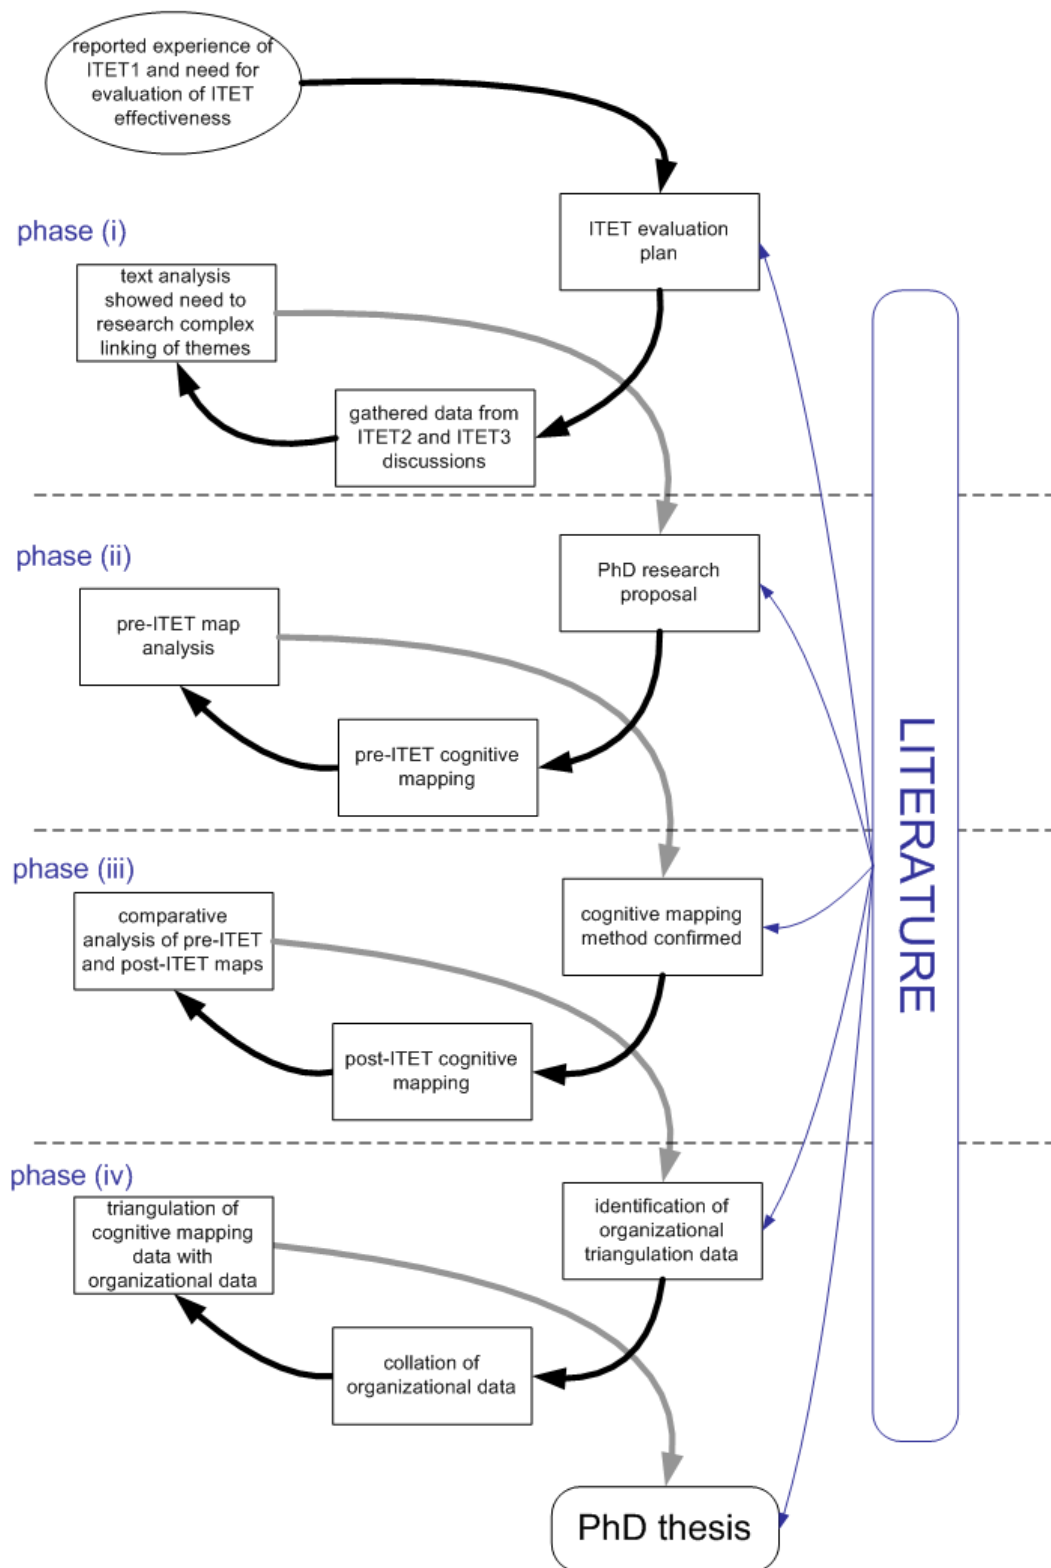 reported experience of
ITET1 and need for
evaluation of ITET
effectiveness
ITET evaluation
plan
phase (i)
text analysis
showed need to
research complex
linking of themes
gathered data from
ITET2 and ITET3
discussions
phase (ii)
PhD research
proposal
pre-ITET map
analysis
pre-ITET cognitive
mapping
LITERATURE
phase (iii)
cognitive mapping
method confirmed
comparative
analysis of pre-ITET
and post-ITET maps
post-ITET cognitive
mapping
phase (iv)
identification of
organizational
triangulation data
triangulation of
cognitive mapping
data with
organizational data
collation of
organizational data
PhD thesis